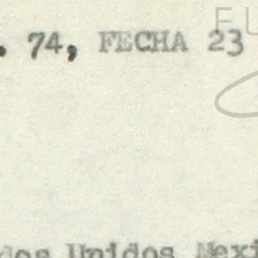 . 74, FECHA 23
dos Unidos Mexi